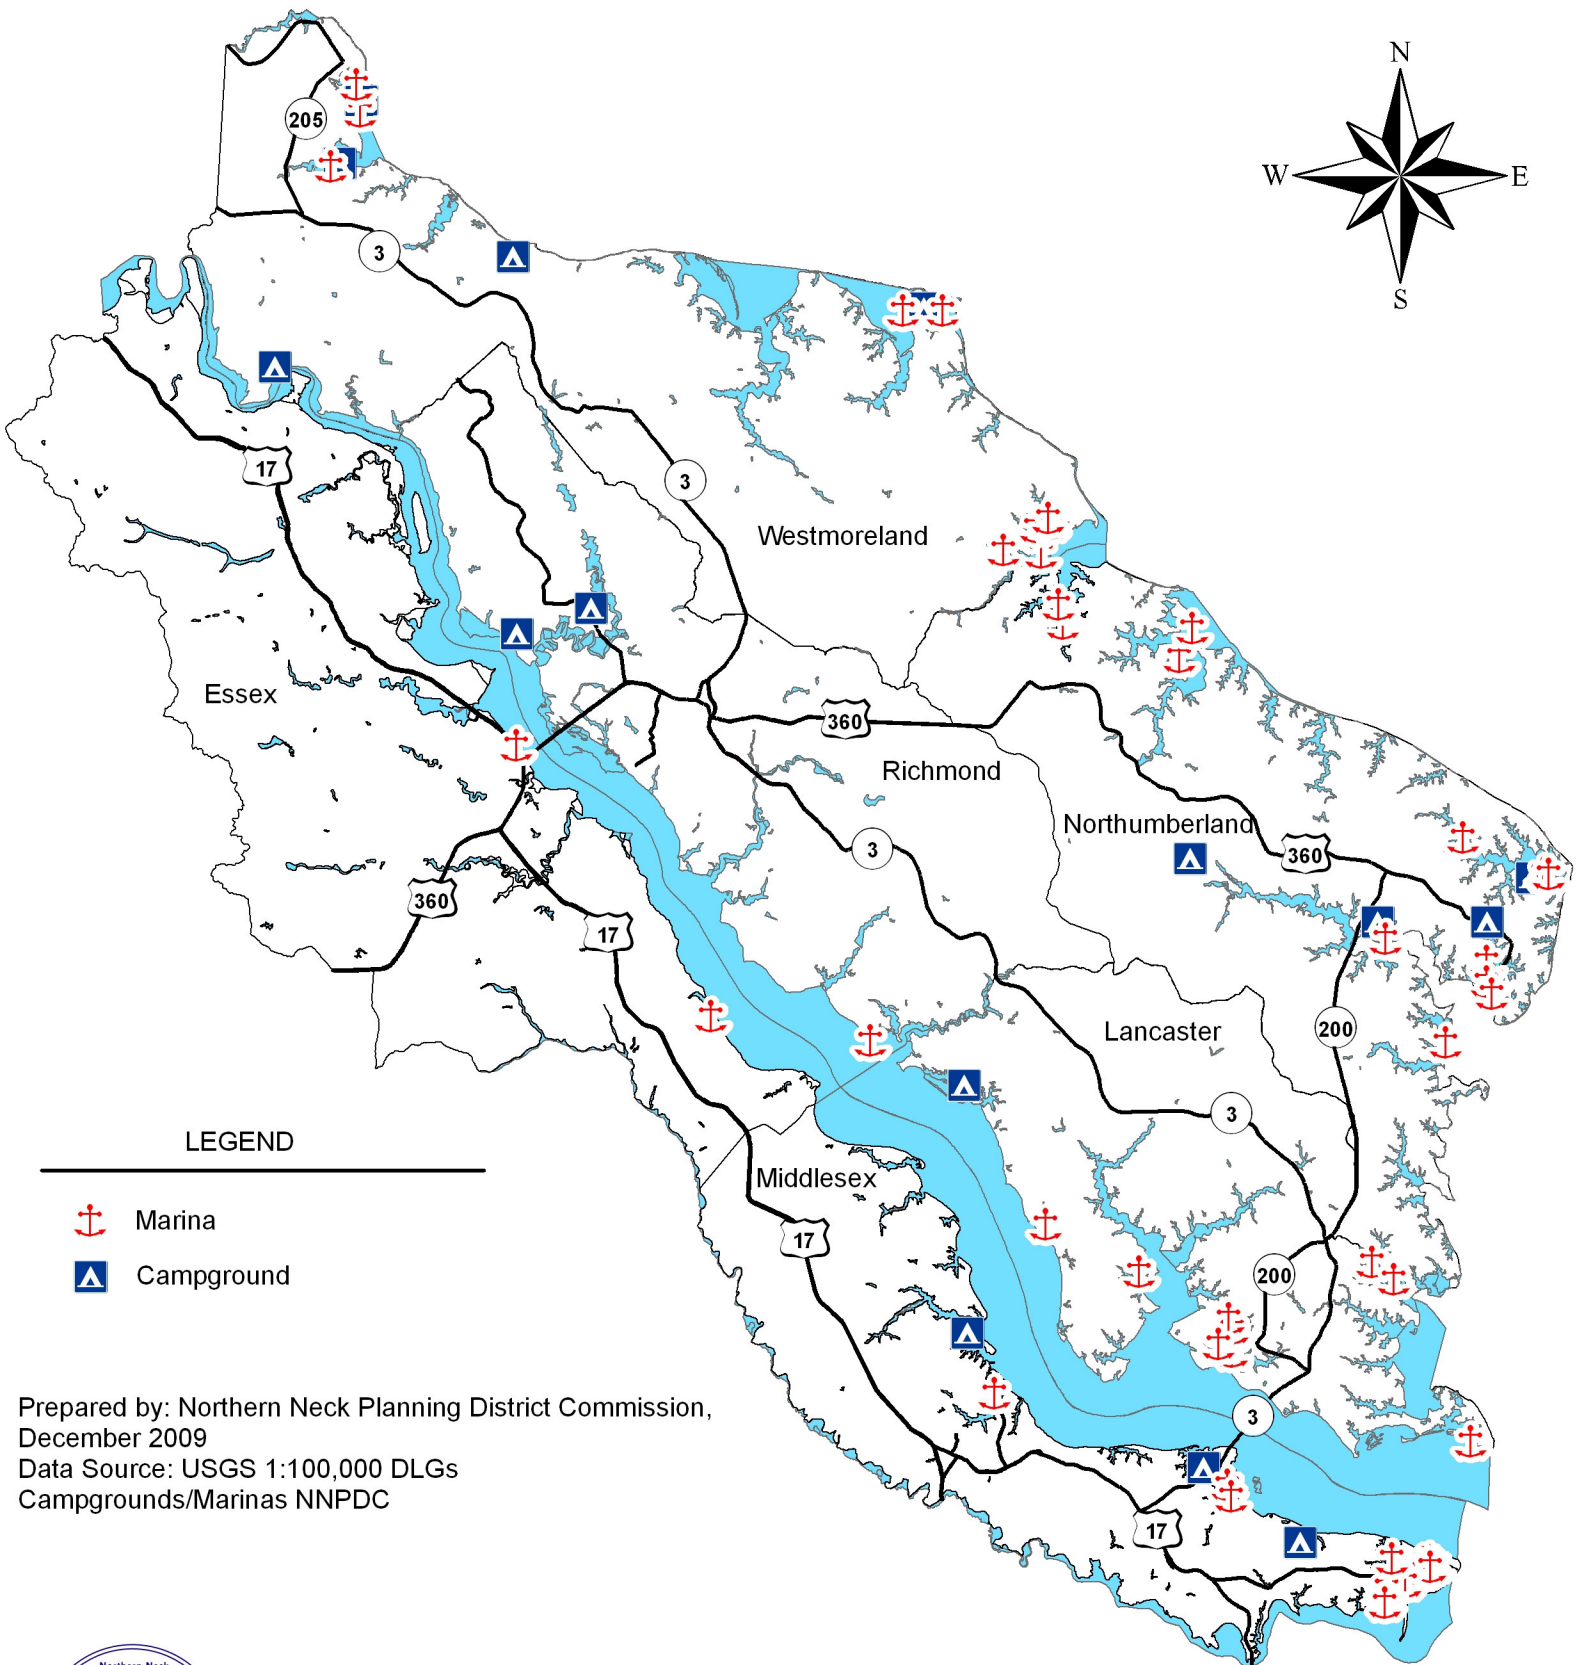 N
W E
S
205
3
17
3
Westmoreland
Essex
360
Richmond
Northumberland
3
360
360
17
Lancaster
200
3
LEGEND
Middlesex
Marina
17
Campground
200
Prepared by: Northern Neck Planning District Commission,
December 2009
Data Source: USGS 1:100,000 DLGs
Campgrounds/Marinas NNPDC
3
17
Northern Neck